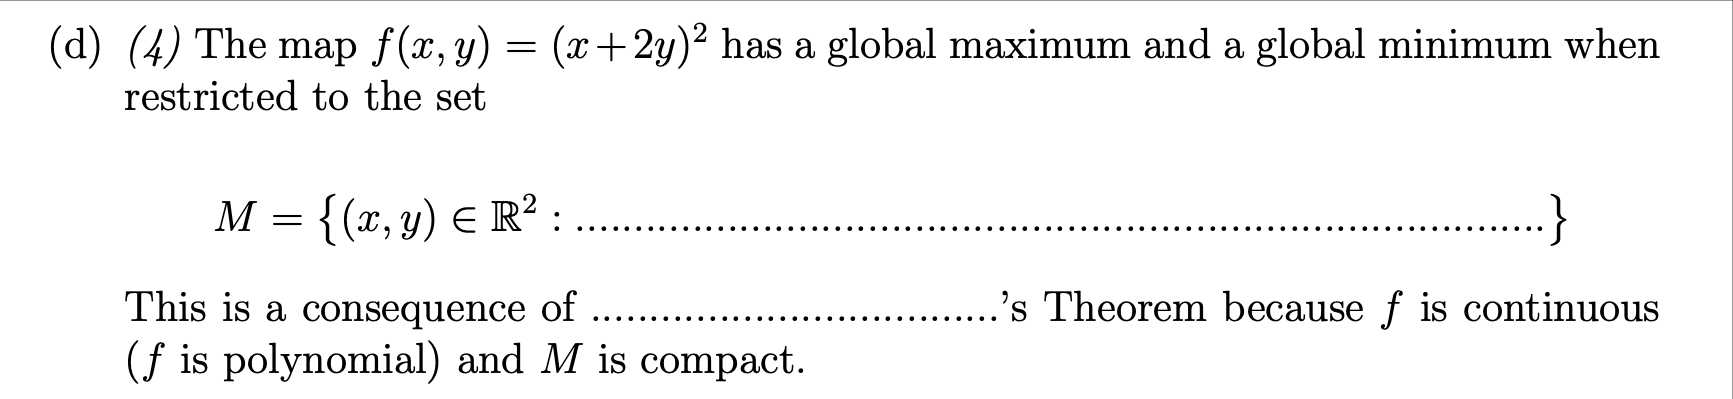 (d) (4) The map f(x, y) = (x+2y)² has a global maximum and a global minimum when
restricted to the set
M = {(x, y) ∈ ℝ² : ..................................................................................}
This is a consequence of ...................................'s Theorem because f is continuous
(f is polynomial) and M is compact.